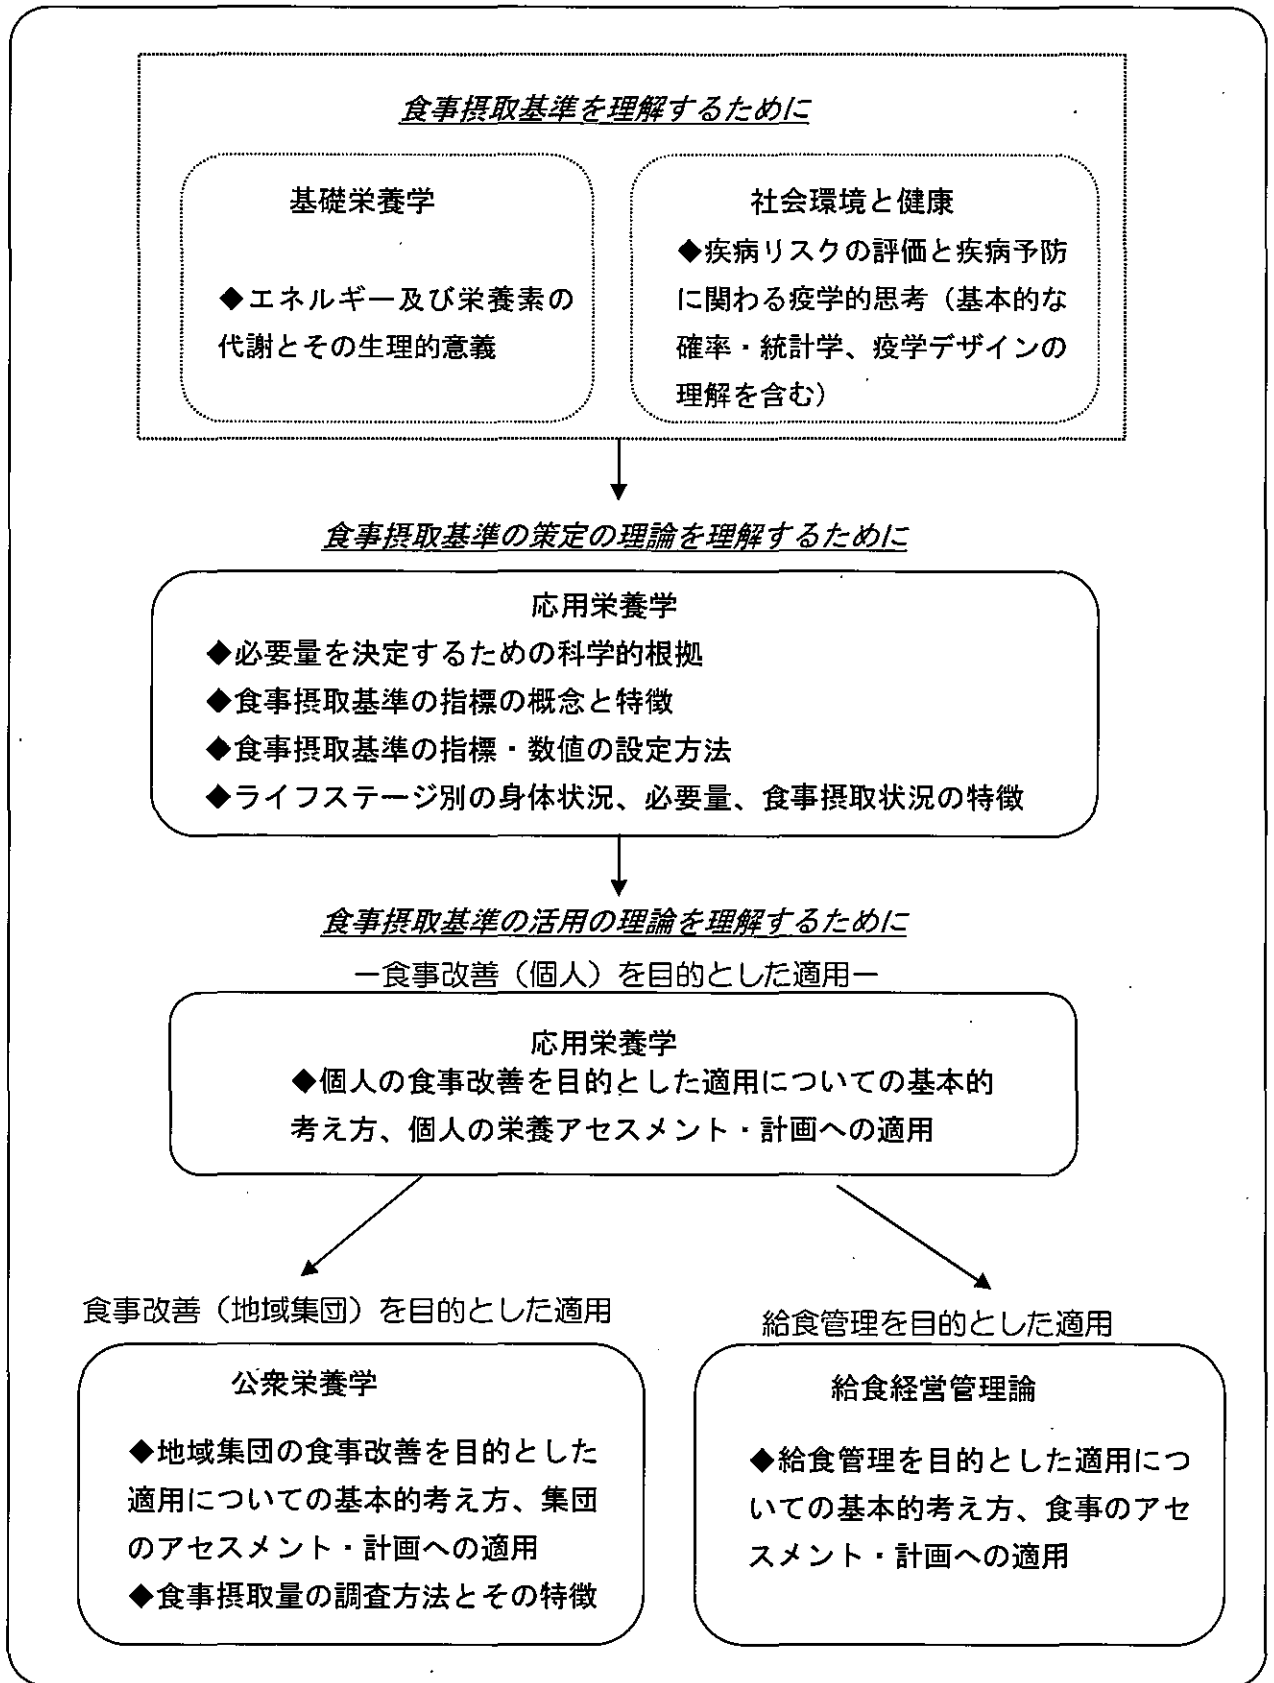 食事摂取基準を理解するために
基礎栄養学
◆エネルギー及び栄養素の
代謝とその生理的意義
社会環境と健康
◆疾病リスクの評価と疾病予防
に関わる疫学的思考（基本的な
確率・統計学、疫学デザインの
理解を含む）
食事摂取基準の策定の理論を理解するために
応用栄養学
◆必要量を決定するための科学的根拠
◆食事摂取基準の指標の概念と特徴
◆食事摂取基準の指標・数値の設定方法
◆ライフステージ別の身体状況、必要量、食事摂取状況の特徴
食事摂取基準の活用の理論を理解するために
－食事改善（個人）を目的とした適用－
応用栄養学
◆個人の食事改善を目的とした適用についての基本的
考え方、個人の栄養アセスメント・計画への適用
食事改善（地域集団）を目的とした適用
公衆栄養学
◆地域集団の食事改善を目的とした
適用についての基本的考え方、集団
のアセスメント・計画への適用
◆食事摂取量の調査方法とその特徴
給食管理を目的とした適用
給食経営管理論
◆給食管理を目的とした適用につ
いての基本的考え方、食事のアセ
スメント・計画への適用